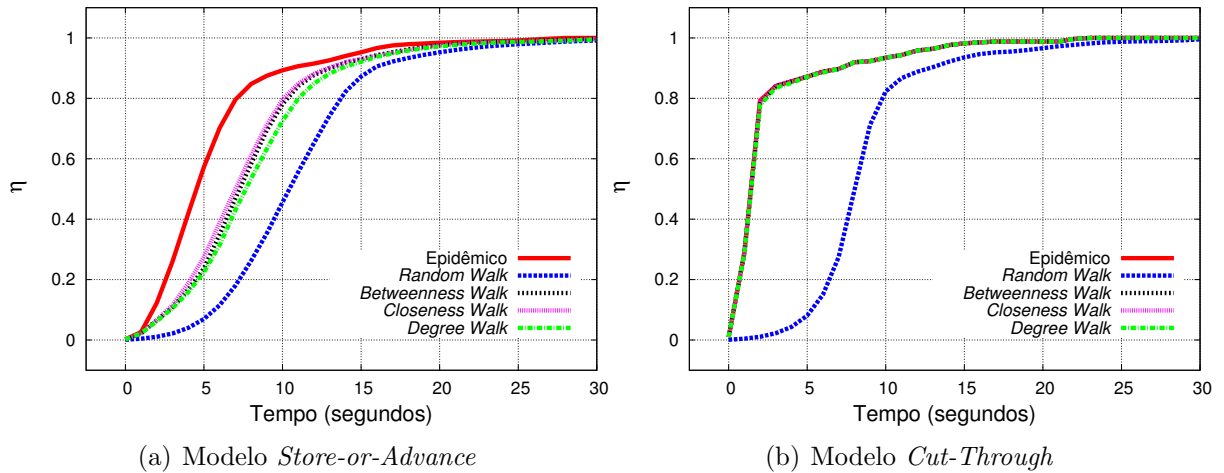 1
0.8
0.6
0.4
0.2
0
η
Epidêmico
Random Walk
Betweenness Walk
Closeness Walk
Degree Walk
0 5 10 15 20 25 30
Tempo (segundos)
(a) Modelo Store-or-Advance
1
0.8
0.6
0.4
0.2
0
η
Epidêmico
Random Walk
Betweenness Walk
Closeness Walk
Degree Walk
0 5 10 15 20 25 30
Tempo (segundos)
(b) Modelo Cut-Through